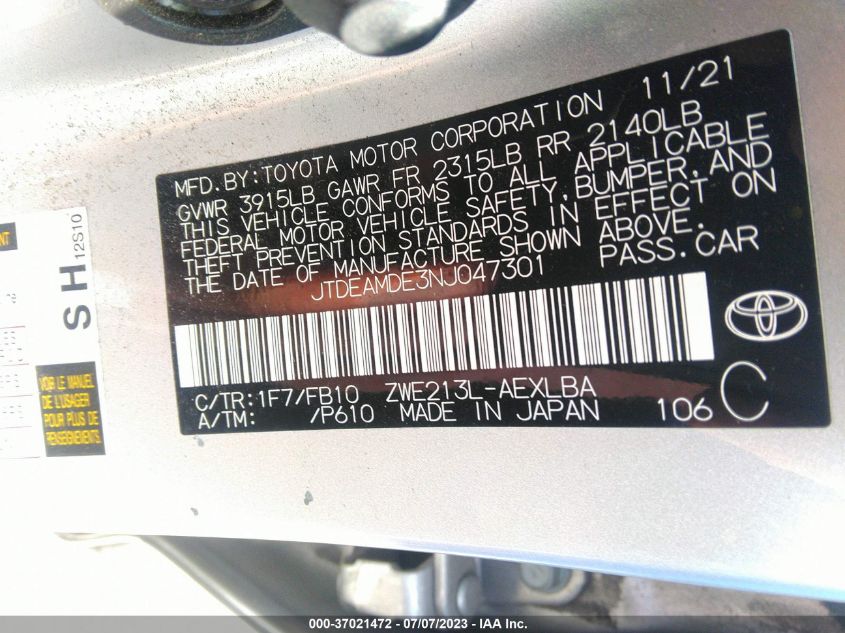 MFD. BY: TOYOTA MOTOR CORPORATION 11/21
GVWR 3915LB GAWR FR 2315LB RR 2140LB
THIS VEHICLE CONFORMS TO ALL APPLICABLE
FEDERAL MOTOR VEHICLE SAFETY, BUMPER, AND
THEFT PREVENTION STANDARDS IN EFFECT ON
THE DATE OF MANUFACTURE SHOWN ABOVE.
JTDEAMDE3NJ047301 PASS. CAR
C/TR: 1F7/FB10 ZWE213L-AEXLBA
A/TM: /P610 MADE IN JAPAN 106 C
SH 12S10
VOIR LE MANUEL
DE L'USAGER
POUR PLUS DE
RENSEIGNEMENTS.
000-37021472 - 07/07/2023 - IAA Inc.